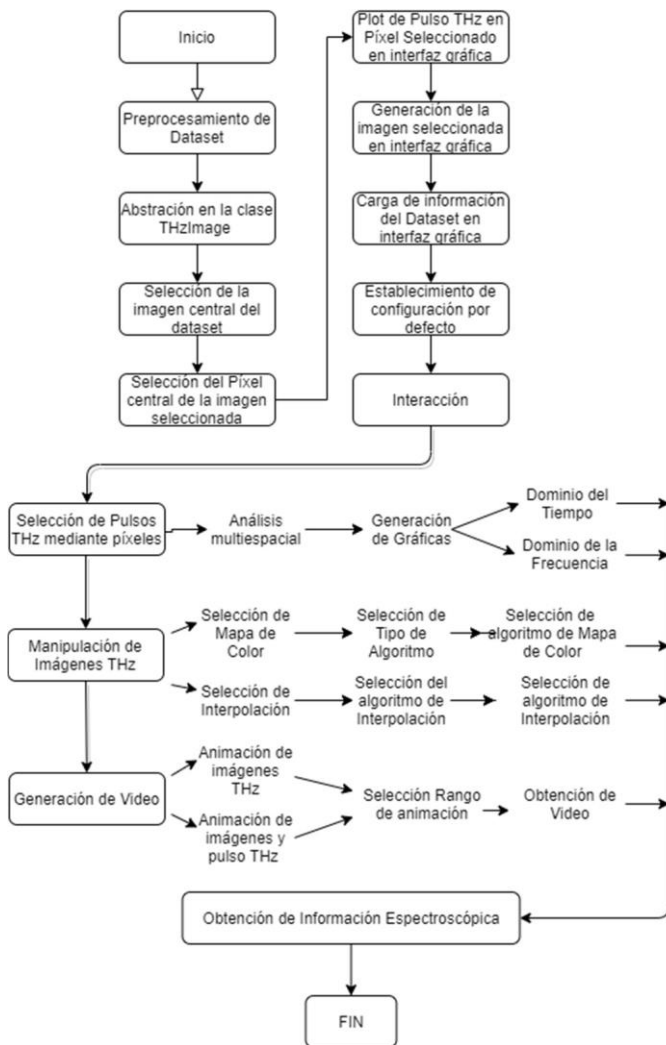 Inicio
Preprocesamiento de
Dataset
Abstración en la clase
THzImage
Selección de la
imagen central del
dataset
Selección del Píxel
central de la imagen
seleccionada
Plot de Pulso THz en
Píxel Seleccionado
en interfaz gráfica
Generación de la
imagen seleccionada
en interfaz gráfica
Carga de información
del Dataset en
interfaz gráfica
Establecimiento de
configuración por
defecto
Interacción
Selección de Pulsos
THz mediante píxeles
Análisis
multiespacial
Generación
de Gráficas
Dominio del
Tiempo
Dominio de la
Frecuencia
Manipulación de
Imágenes THz
Selección de
Mapa de
Color
Selección de
Tipo de
Algoritmo
Selección de
algoritmo de Mapa
de Color
Selección de
Interpolación
Selección del
algoritmo de
Interpolación
Selección de
algoritmo de
Interpolación
Generación de Video
Animación de
imágenes
THz
Animación de
imágenes y
pulso THz
Selección Rango
de animación
Obtención de
Video
Obtención de Información Espectroscópica
FIN